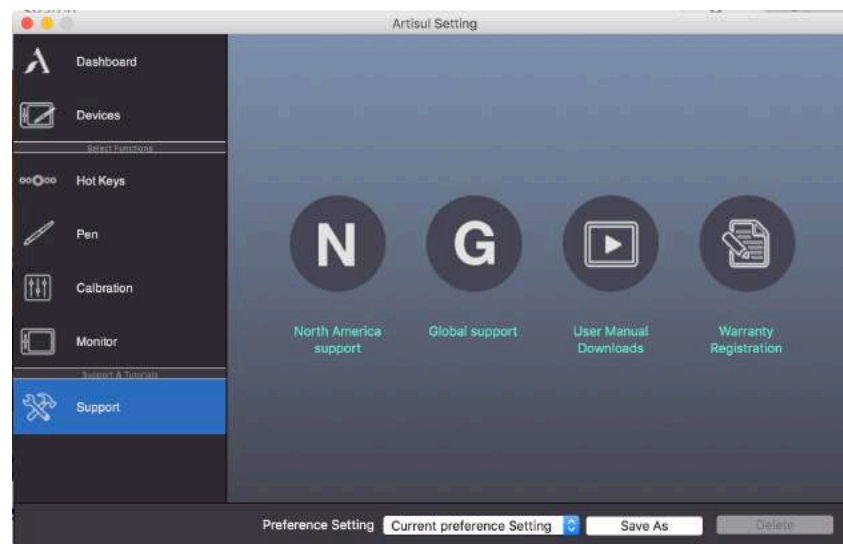 Artisul Setting
Dashboard
Devices
Select Functions
Hot Keys
Pen
Calbration
Monitor
Support & Tutorials
Support
N
G
North America
support
Global support
User Manual
Downloads
Warranty
Registration
Preference Setting
Current preference Setting
Save As
Delete